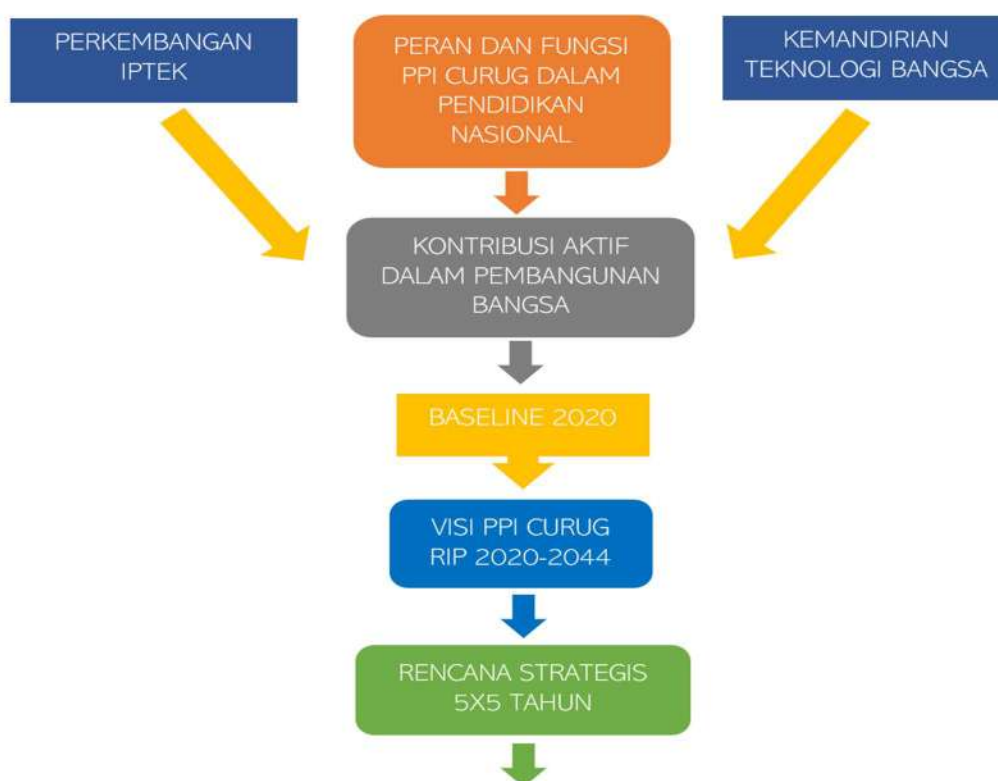 PERKEMBANGAN
IPTEK
PERAN DAN FUNGSI
PPI CURUG DALAM
PENDIDIKAN
NASIONAL
KEMANDIRIAN
TEKNOLOGI BANGSA
KONTRIBUSI AKTIF
DALAM PEMBANGUNAN
BANGSA
BASELINE 2020
VISI PPI CURUG
RIP 2020-2044
RENCANA STRATEGIS
5X5 TAHUN